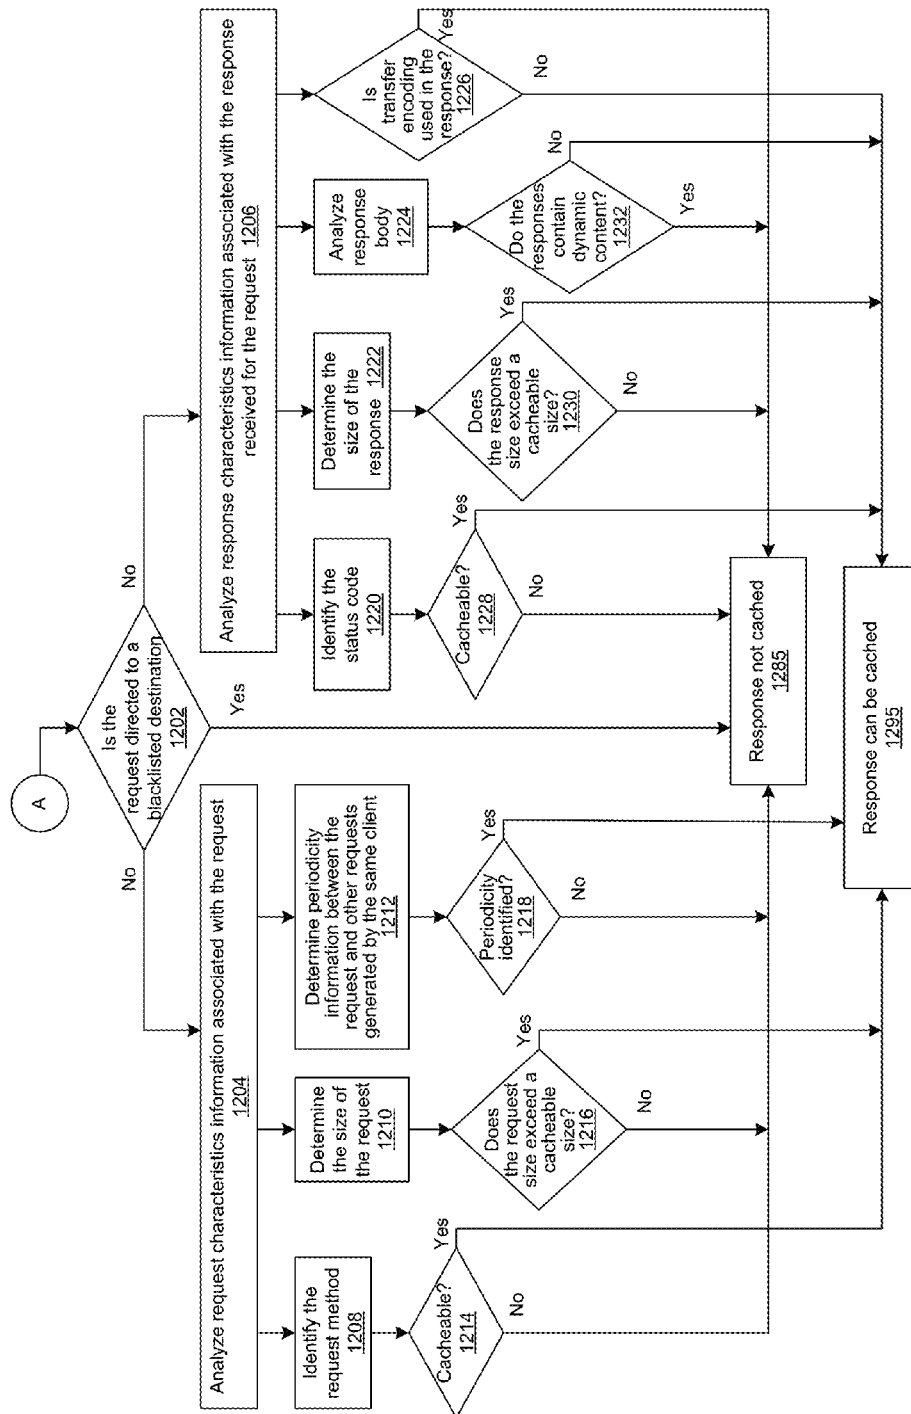 A
Is the
request directed to a
blacklisted destination
1202
No
No
Yes
Analyze request characteristics information associated with the request
1204
Identify the
request method
1208
Determine
the size of
the request
1210
Determine periodicity
information between the
request and other requests
generated by the same client
1212
Cacheable?
1214
Yes
No
Does
the request
size exceed a
cacheable
size?
1216
Yes
No
Periodicity
identified?
1218
Yes
No
Analyze response characteristics information associated with the response
received for the request 1206
Identify the
status code
1220
Determine the
size of the
response 1222
Analyze
response
body
1224
Is
transfer
encoding
used in the
response?
1226
Yes
No
Cacheable?
1228
Yes
No
Does
the response
size exceed a
cacheable
size?
1230
Yes
No
Do the
responses
contain
dynamic
content?
1232
No
Yes
Response not cached
1285
Response can be cached
1295